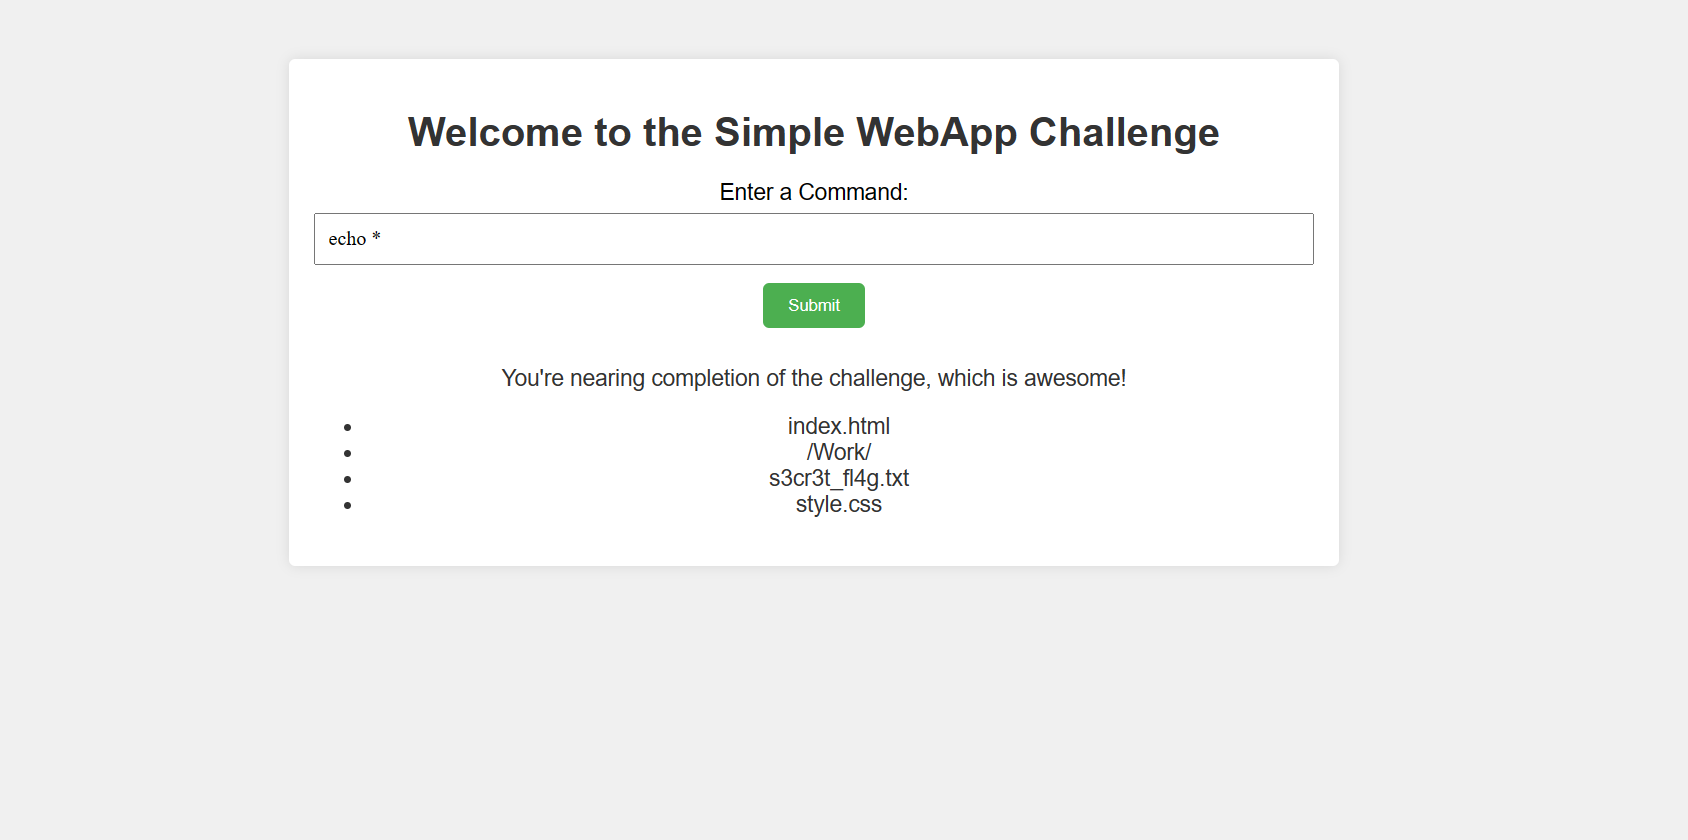 Welcome to the Simple WebApp Challenge
Enter a Command:
echo *
Submit
You're nearing completion of the challenge, which is awesome!
index.html
/Work/
s3cr3t_fl4g.txt
style.css